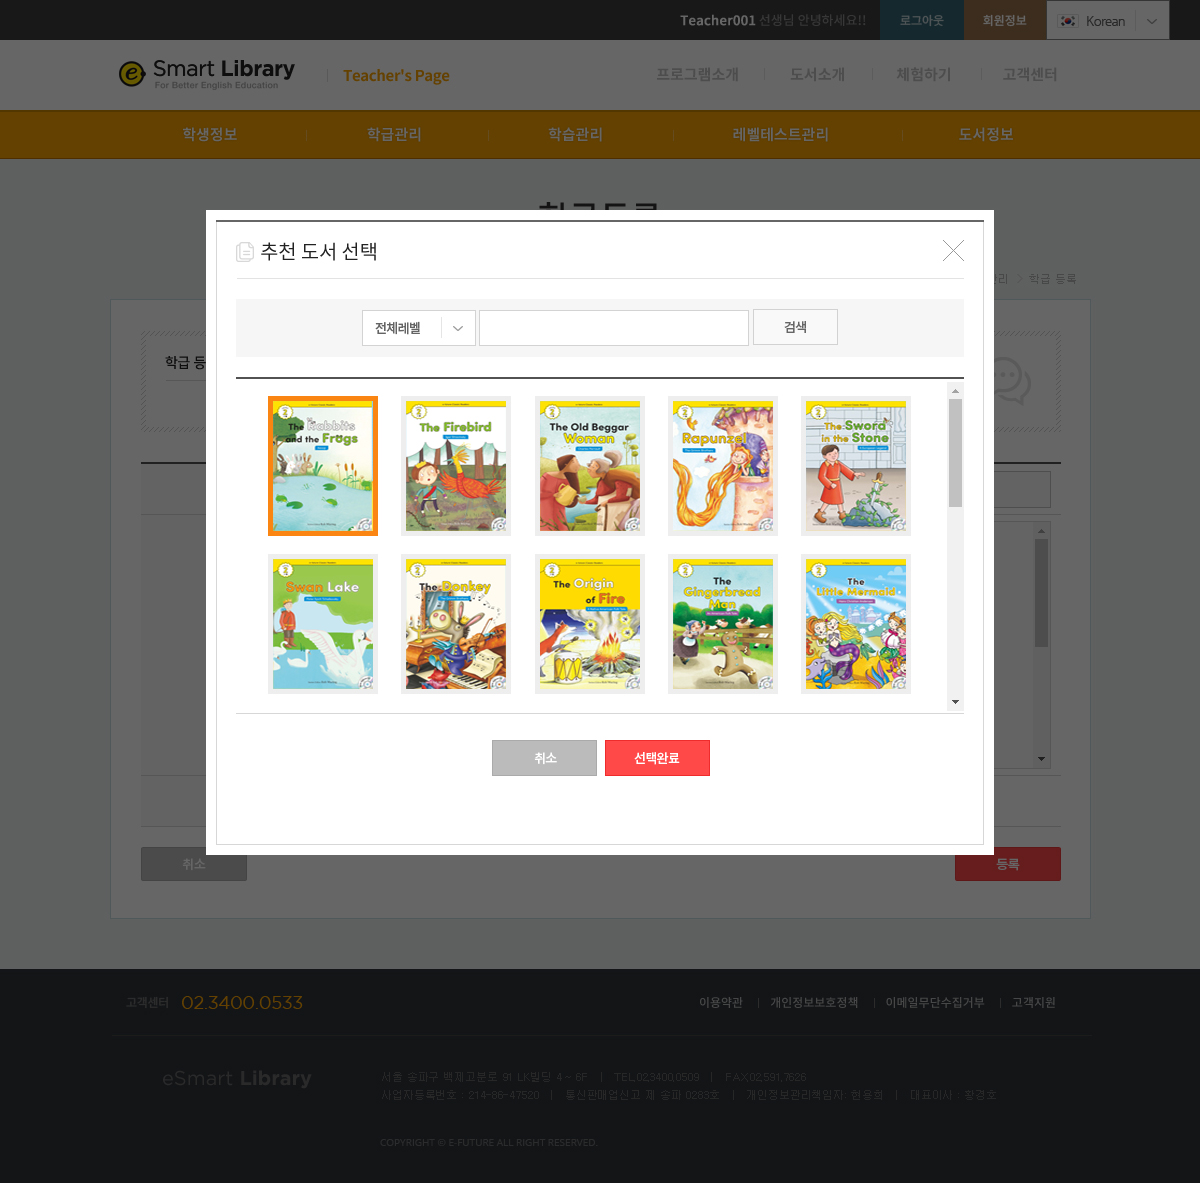 Teacher001 선생님 안녕하세요!!
로그아웃
회원정보
Korean
e Smart Library
For Better English Education
Teacher's Page
프로그램소개
도서소개
체험하기
고객센터
학생정보
학급관리
학습관리
레벨테스트관리
도서정보
추천 도서 선택
학급 등록
학급 등
전체레벨
검색
The Rabbits
and the Frogs
The Firebird
The Old Beggar
Woman
Rapunzel
The Sword
in the Stone
Swan Lake
The Donkey
The Origin
of Fire
The
Gingerbread
Man
The
Little Mermaid
취소
선택완료
취소
등록
고객센터 02.3400.0533
이용약관
개인정보보호정책
이메일무단수집거부
고객지원
eSmart Library
서울 송파구 백제고분로 91 LK빌딩 4 ~ 6F | TEL.02.3400.0509 | FAX.02.591.7626
사업자등록번호 214-86-47520 | 통신판매업신고 제 송파 0283호 | 개인정보관리책임자: 현용희 | 대표이사 황경호
COPYRIGHT © E-FUTURE ALL RIGHT RESERVED.